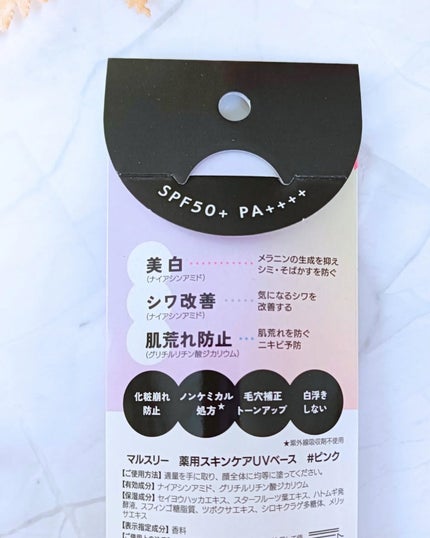 SPF50+ PA++++
美白 メラニンの生成を抑え
(ナイアシンアミド) シミ・そばかすを防ぐ
シワ改善 気になるシワを
(ナイアシンアミド) 改善する
肌荒れ防止 肌荒れを防ぐ
(グリチルリチン酸ジカリウム) ニキビ予防
化粧崩れ ノンケミカル 毛穴補正 白浮き
防止 処方★ トーンアップ しない
★紫外線吸収剤不使用
マルスリー 薬用スキンケアUVベース #ピンク
【ご使用方法】適量を手に取り、顔全体に均等に塗ってください。
【有効成分】ナイアシンアミド、グリチルリチン酸ジカリウム
【保湿成分】セイヨウハッカエキス、スターフルーツ葉エキス、ハトムギ発
酵液、スフィンゴ糖脂質、ツボクサエキス、シロキクラゲ多糖体、メリッ
サエキス
【表示指定成分】香料